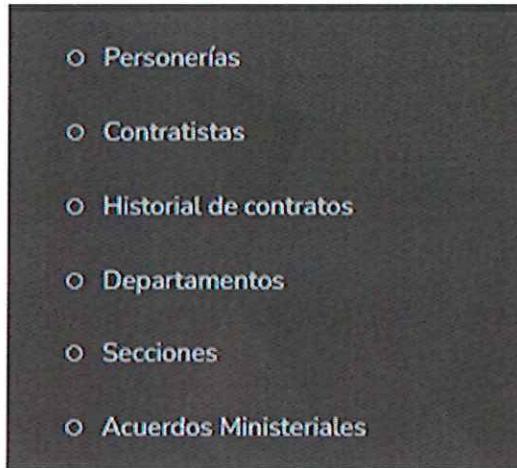 Personerías
Contratistas
Historial de contratos
Departamentos
Secciones
Acuerdos Ministeriales